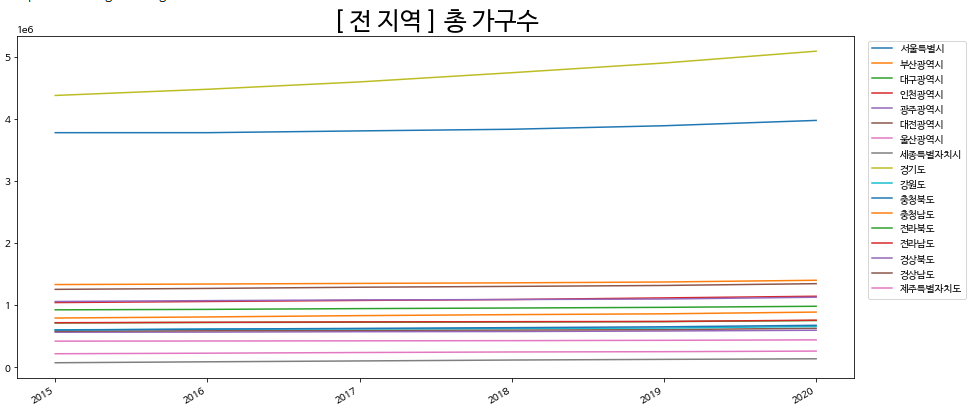 [ 전 지역 ] 총 가구수
1e6
5
4
3
2
1
0
2015
2016
2017
2018
2019
2020
서울특별시
부산광역시
대구광역시
인천광역시
광주광역시
대전광역시
울산광역시
세종특별자치시
경기도
강원도
충청북도
충청남도
전라북도
전라남도
경상북도
경상남도
제주특별자치도